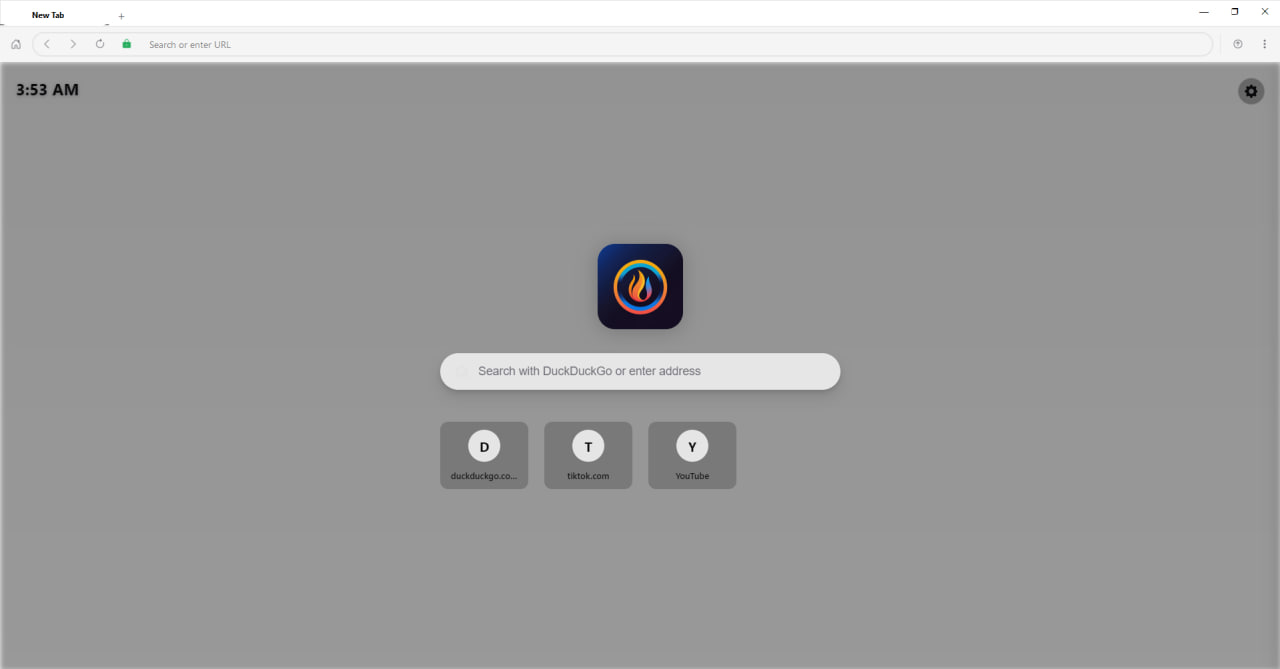 New Tab
Search or enter URL
3:53 AM
Search with DuckDuckGo or enter address
D
T
Y
duckduckgo.co...
tiktok.com
YouTube